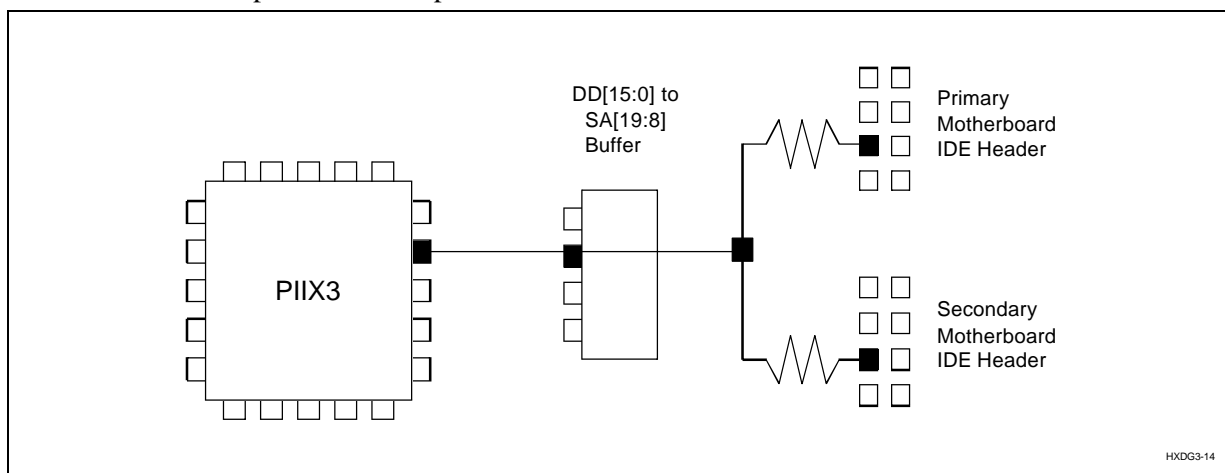 DD[15:0] to
SA[19:8]
Buffer
Primary
Motherboard
IDE Header
PIIX3
Secondary
Motherboard
IDE Header
HXDG3-14